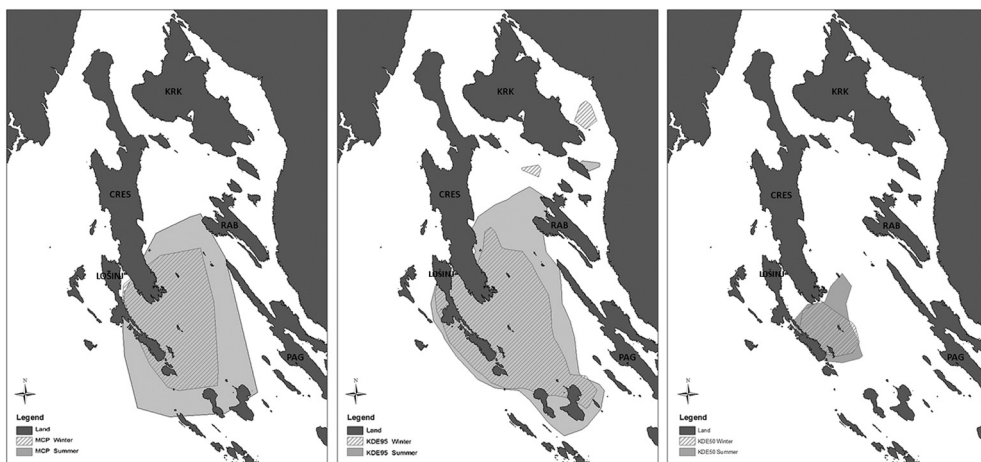 KRK
CRES
RAB
LOŠINJ
PAG
N
Legend
Land
MCP Winter
MCP Summer
KRK
CRES
RAB
LOŠINJ
PAG
N
Legend
Land
KDE95 Winter
KDE95 Summer
KRK
CRES
RAB
LOŠINJ
PAG
N
Legend
Land
KDE50 Winter
KDE50 Summer